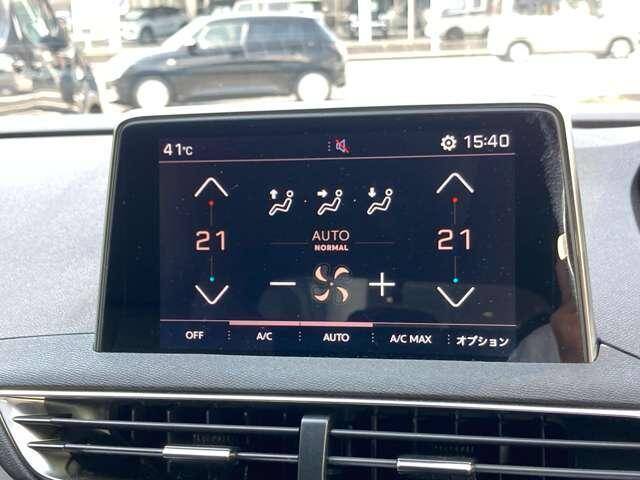 41℃ 15:40
21 AUTO 21
NORMAL
− +
OFF A/C AUTO A/C MAX オプション